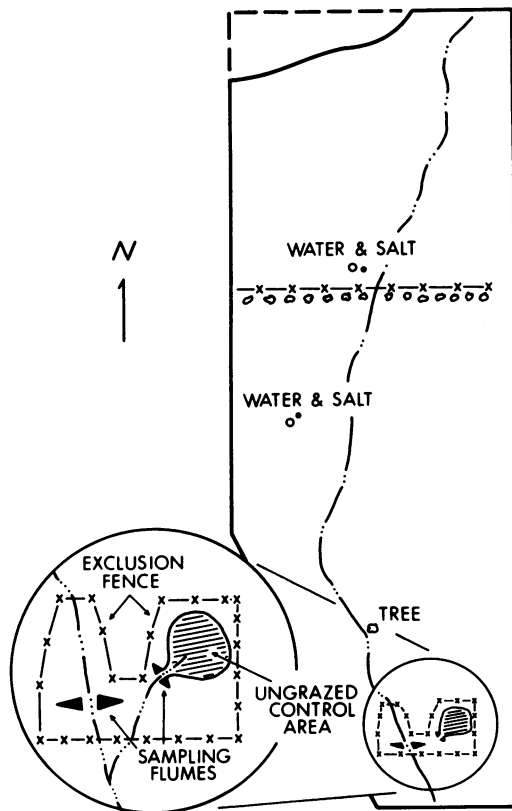 N
WATER & SALT
WATER & SALT
EXCLUSION
FENCE
TREE
UNGRAZED
CONTROL
AREA
SAMPLING
FLUMES